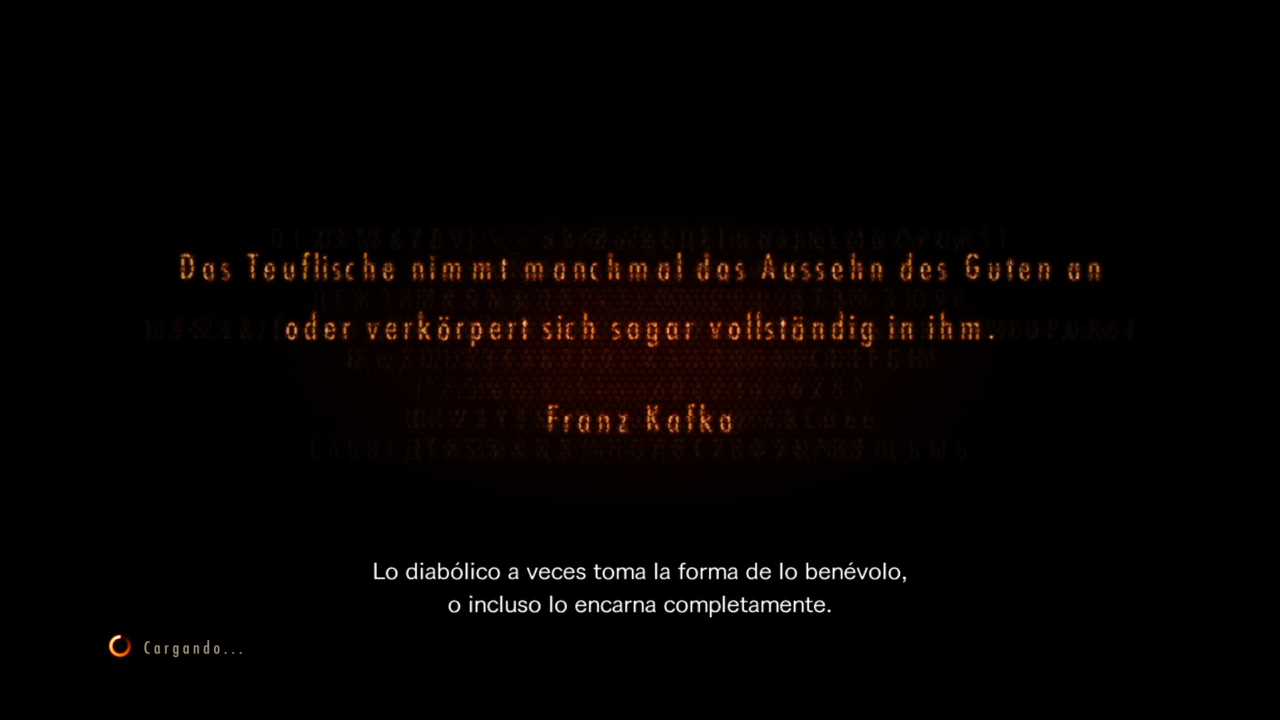 Das Teuflische nimmt manchmal das Aussehn des Guten an
oder verkörpert sich sogar vollständig in ihm.
Franz Kafka
Lo diabólico a veces toma la forma de lo benévolo,
o incluso lo encarna completamente.
Cargando...